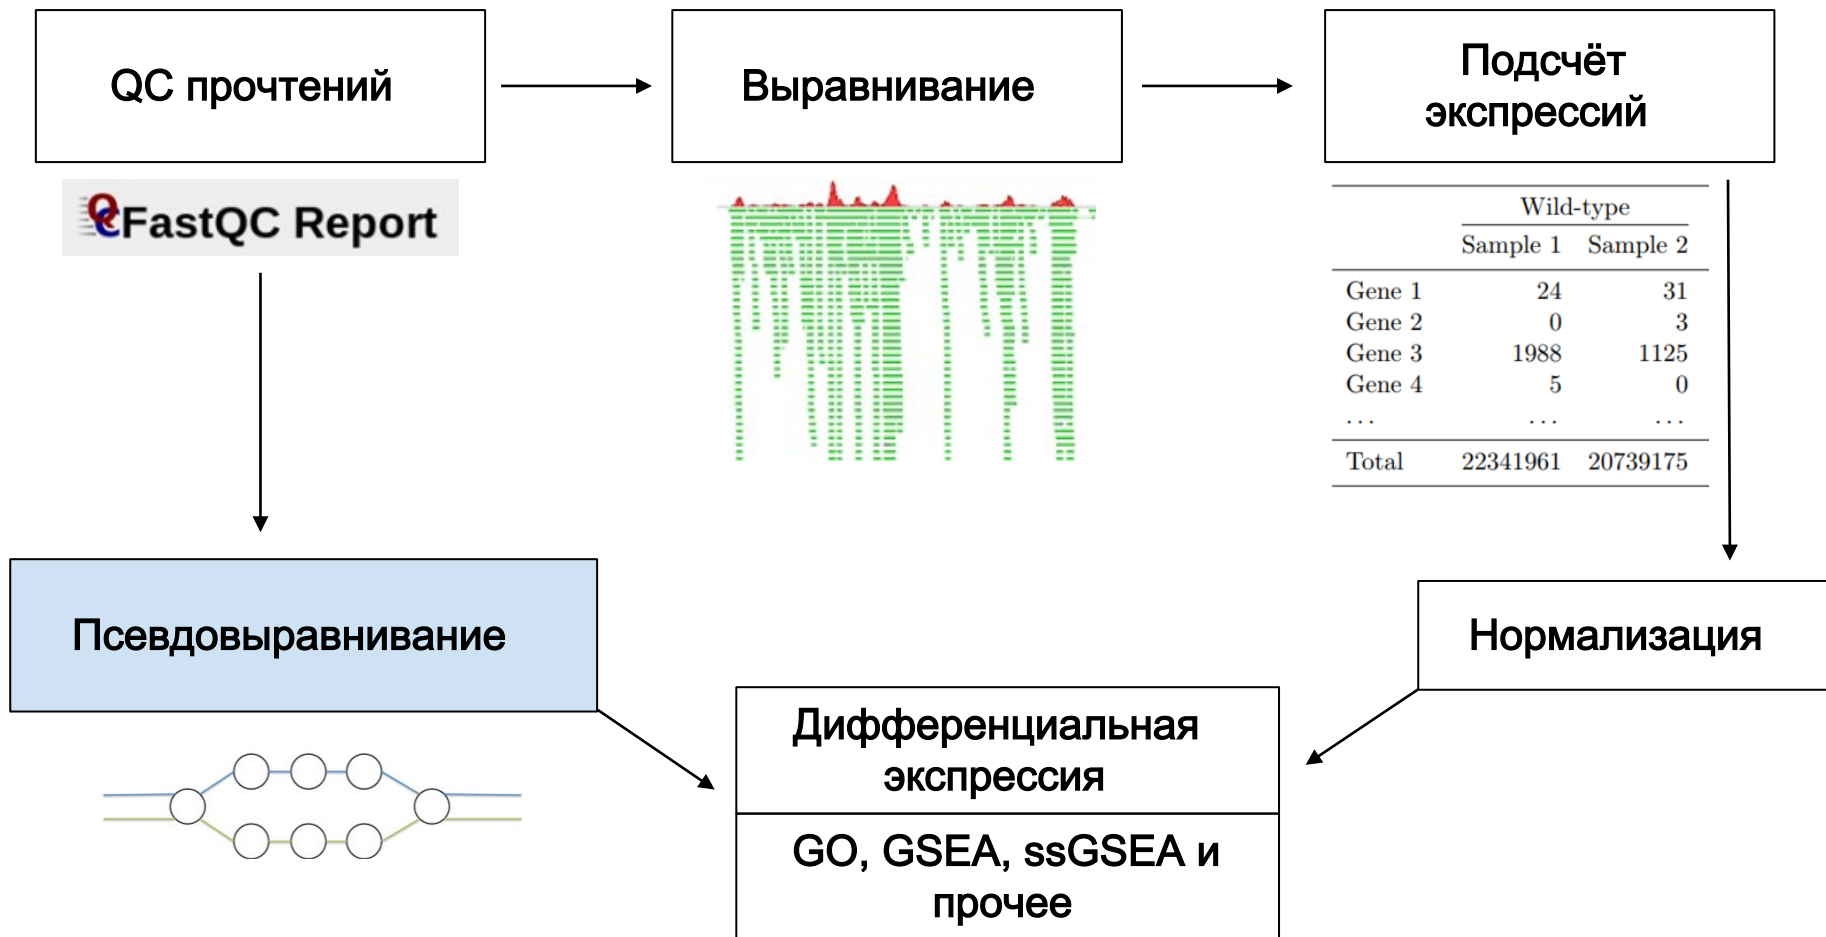 QC прочтений
Выравнивание
Подсчёт
экспрессий
QCFastQC Report
Wild-type
Sample 1 Sample 2
Gene 1 24 31
Gene 2 0 3
Gene 3 1988 1125
Gene 4 5 0
... ... ...
Total 22341961 20739175
Псевдовыравнивание
Нормализация
Дифференциальная
экспрессия
GO, GSEA, ssGSEA и
прочее